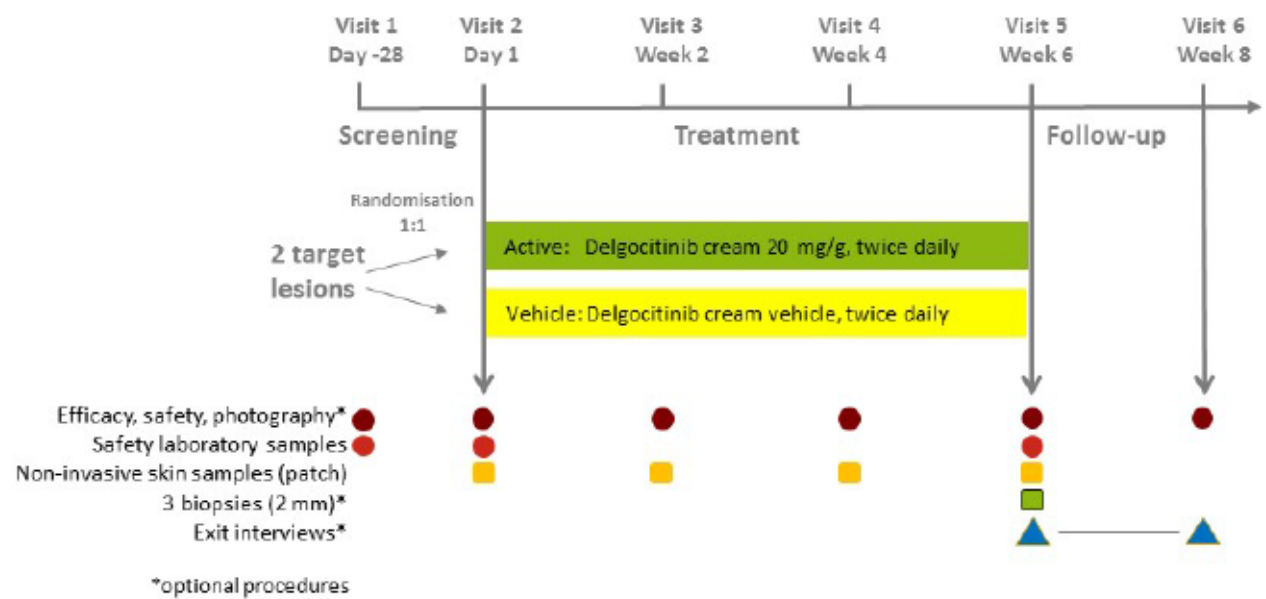 Visit 1 Visit 2 Visit 3 Visit 4 Visit 5 Visit 6
Day -28 Day 1 Week 2 Week 4 Week 6 Week 8
Screening Treatment Follow-up
Randomisation
1:1
2 target
lesions
Active: Delgocitinib cream 20 mg/g, twice daily
Vehicle: Delgocitinib cream vehicle, twice daily
Efficacy, safety, photography*
Safety laboratory samples
Non-invasive skin samples (patch)
3 biopsies (2 mm)*
Exit interviews*
*optional procedures